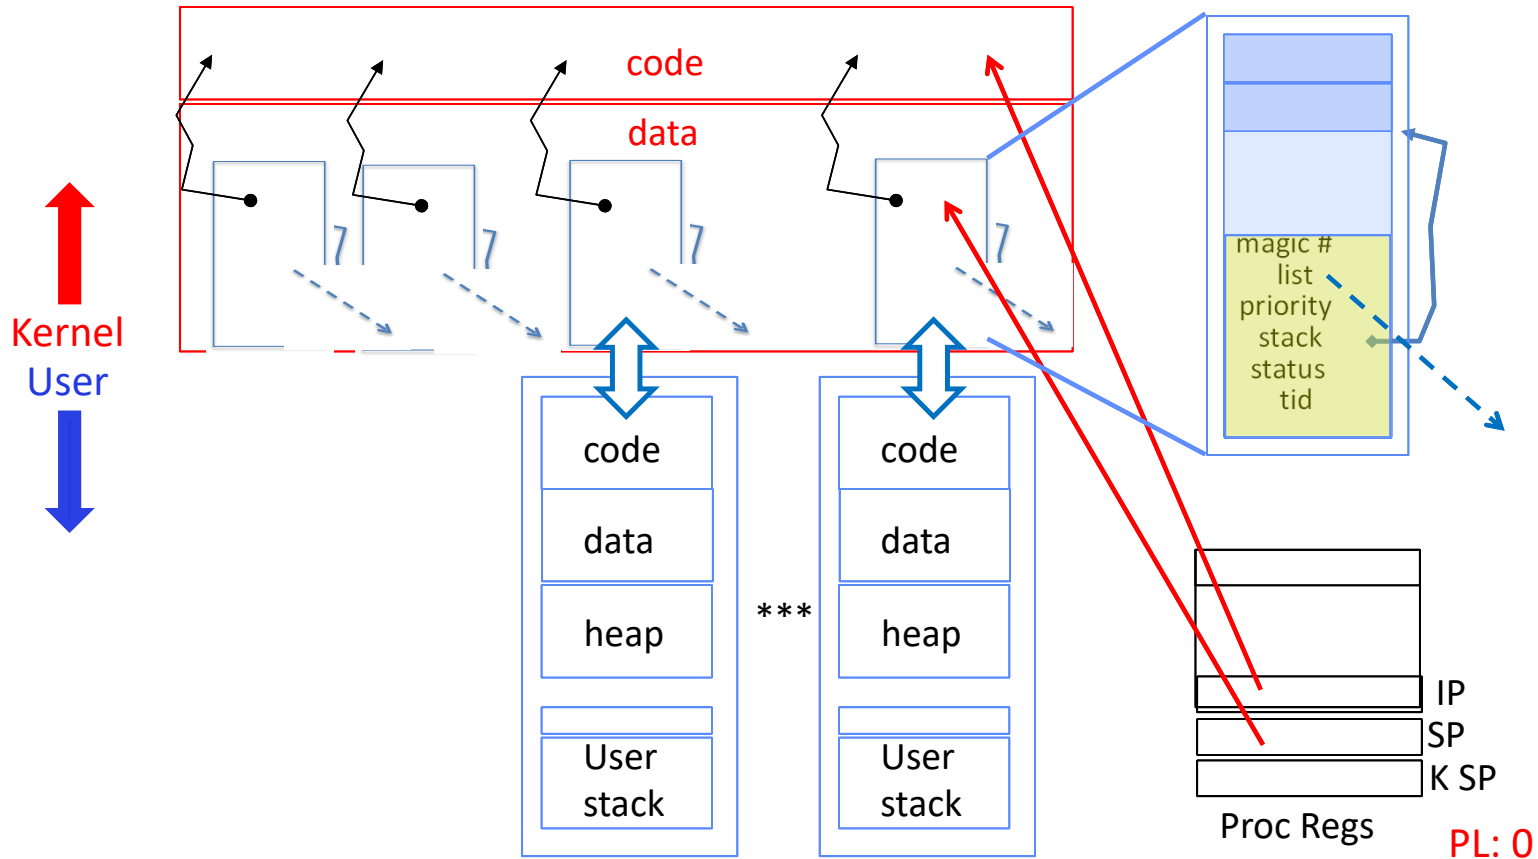 code
data
Kernel
User
magic #
list
priority
stack
status
tid
code
data
heap
User
stack
***
code
data
heap
User
stack
IP
SP
K SP
Proc Regs
PL: 0